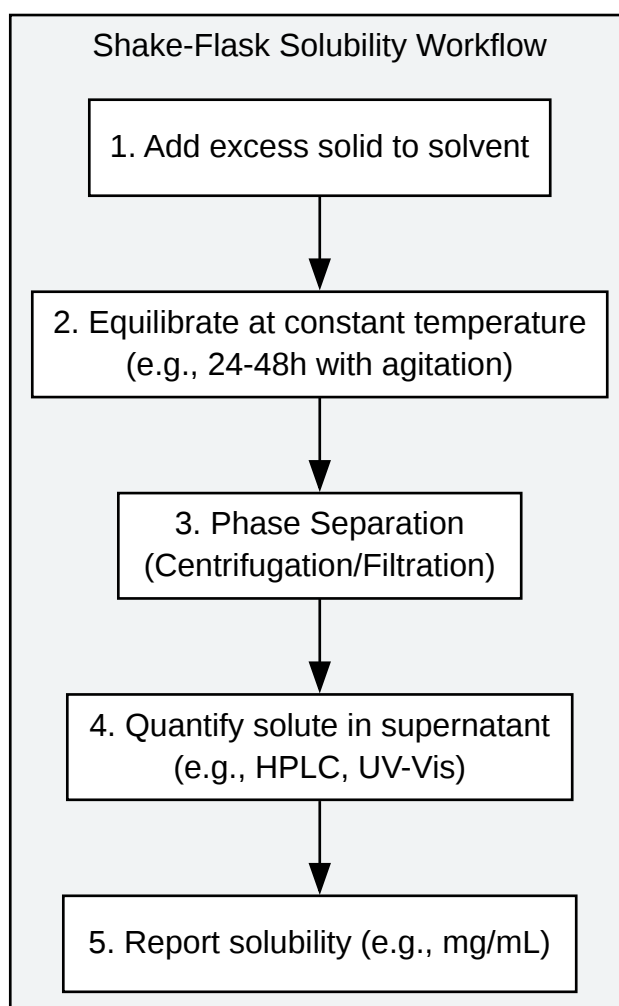 Shake-Flask Solubility Workflow
1. Add excess solid to solvent
2. Equilibrate at constant temperature
(e.g., 24-48h with agitation)
3. Phase Separation
(Centrifugation/Filtration)
4. Quantify solute in supernatant
(e.g., HPLC, UV-Vis)
5. Report solubility (e.g., mg/mL)